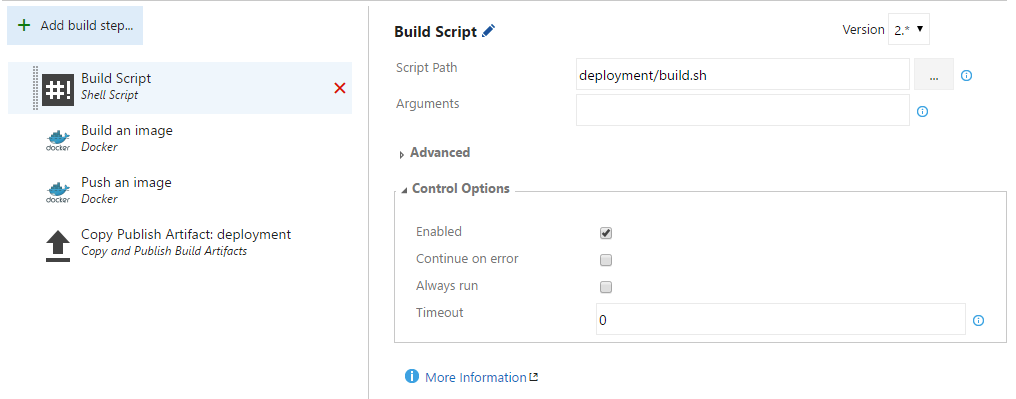 + Add build step...
#! Build Script
Shell Script
docker
Build an image
Docker
docker
Push an image
Docker
Copy Publish Artifact: deployment
Copy and Publish Build Artifacts
Build Script
Version 2.*
Script Path deployment/build.sh ...
Arguments
Advanced
Control Options
Enabled
Continue on error
Always run
Timeout 0
More Information